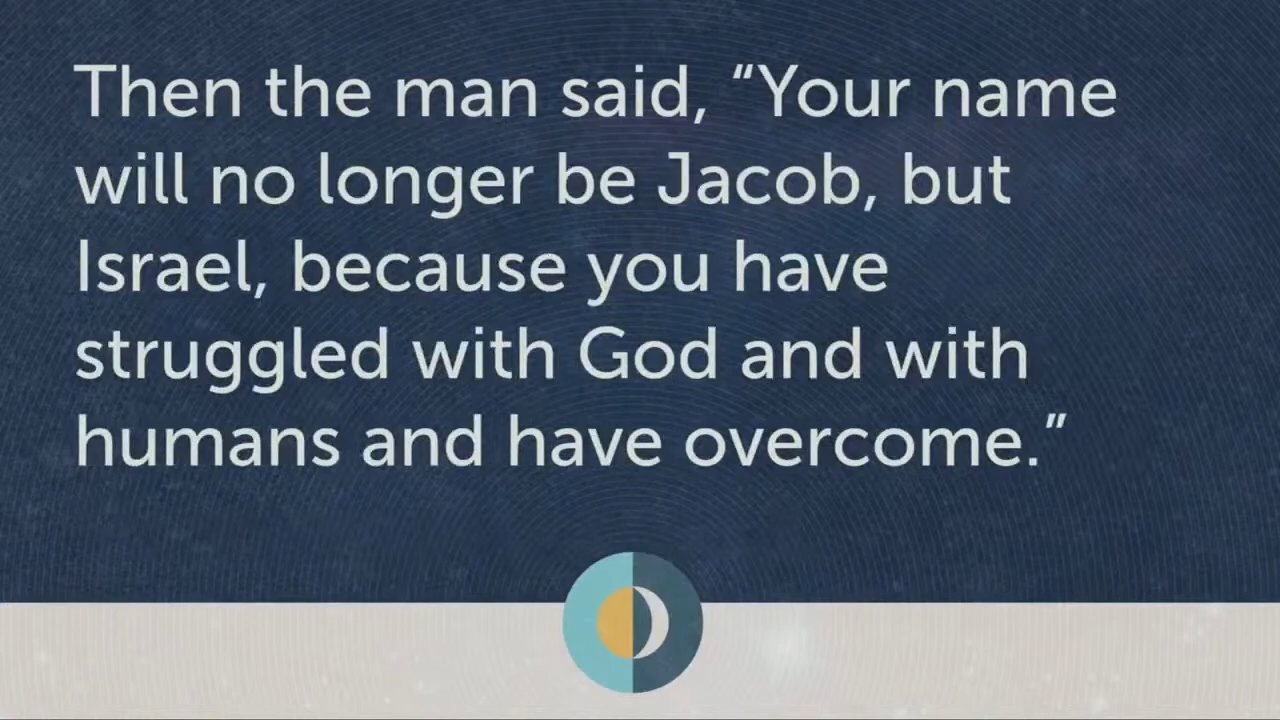 Then the man said, “Your name
will no longer be Jacob, but
Israel, because you have
struggled with God and with
humans and have overcome.”